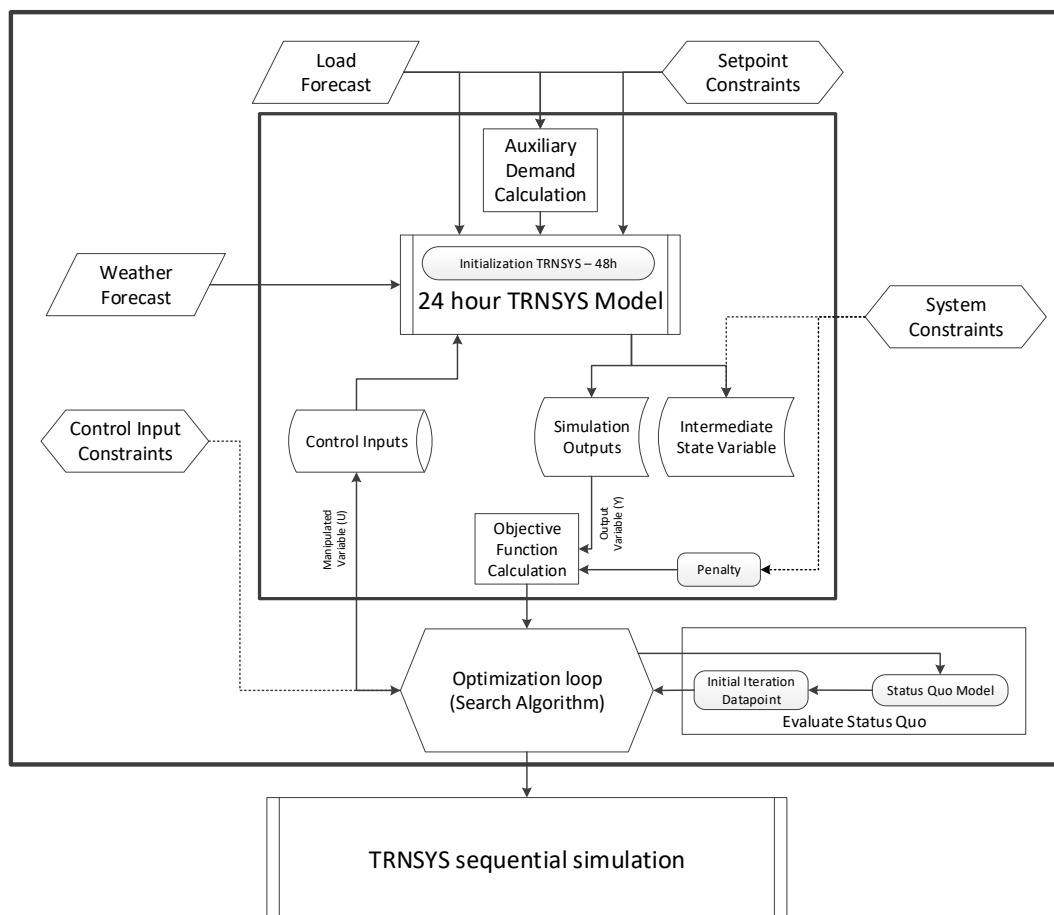 Load
Forecast
Setpoint
Constraints
Auxiliary
Demand
Calculation
Weather
Forecast
Initialization TRNSYS – 48h
24 hour TRNSYS Model
System
Constraints
Control Input
Constraints
Control Inputs
Simulation
Outputs
Intermediate
State Variable
Manipulated
Variable (U)
Output
Variable (Y)
Objective
Function
Calculation
Penalty
Optimization loop
(Search Algorithm)
Initial Iteration
Datapoint
Status Quo Model
Evaluate Status Quo
TRNSYS sequential simulation